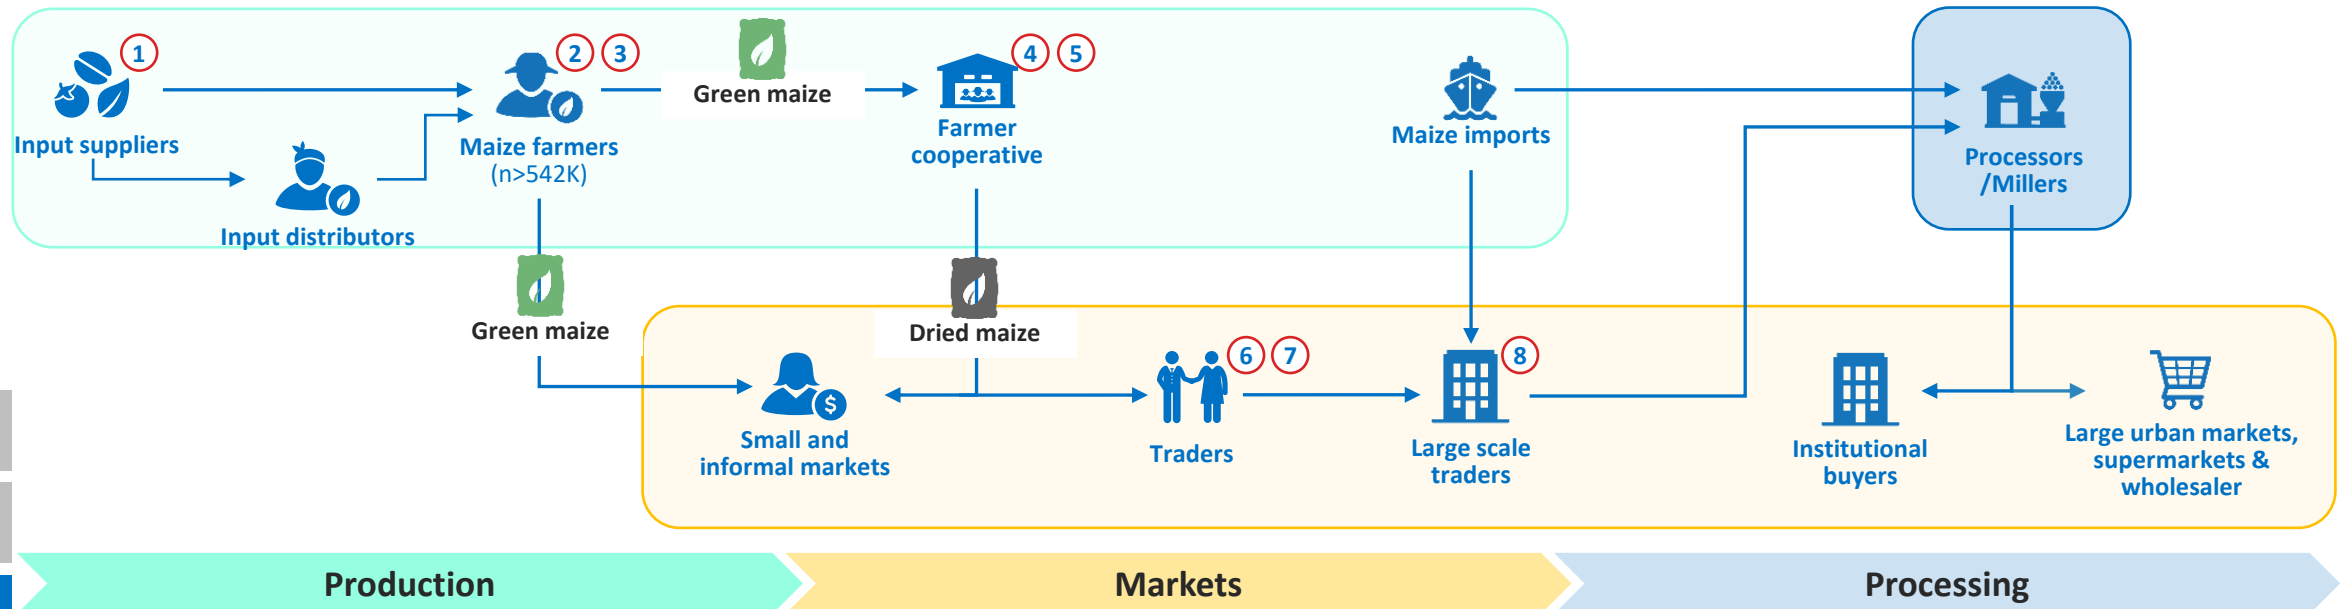 1
2
3
4
5
Green maize
Input suppliers
Maize farmers
(n>542K)
Farmer
cooperative
Maize imports
Processors
/Millers
Input distributors
Green maize
Dried maize
6
7
8
$
Small and
informal markets
Traders
Large scale
traders
Institutional
buyers
Large urban markets,
supermarkets &
wholesaler
Production
Markets
Processing